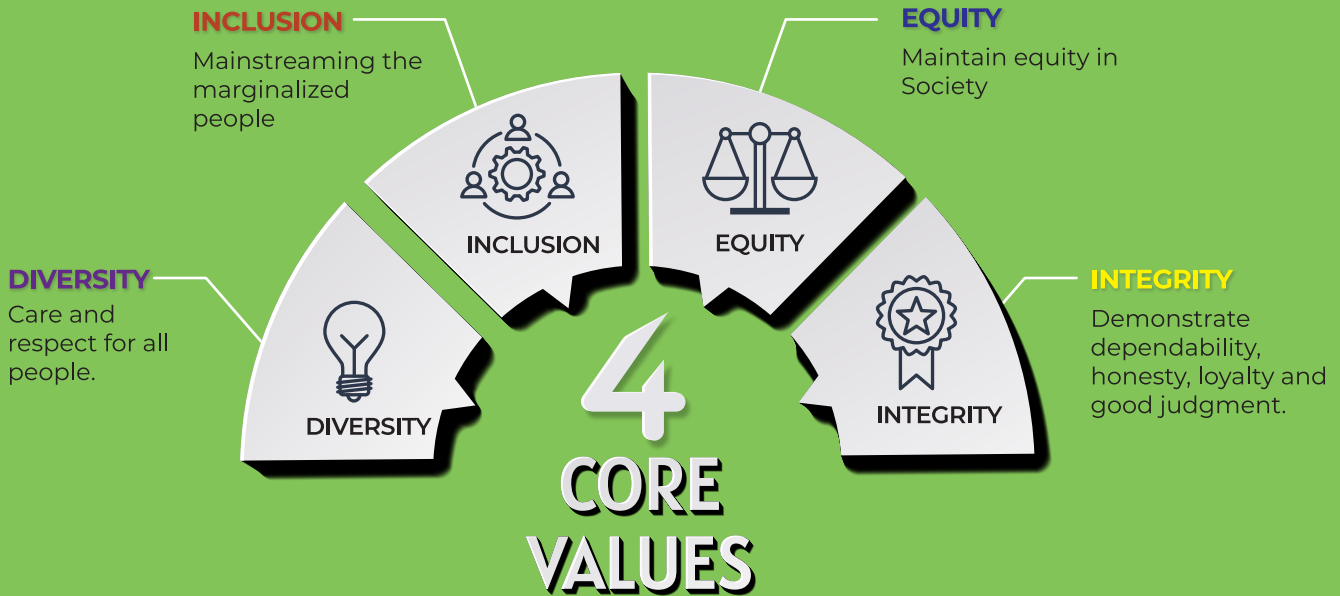 INCLUSION
Mainstreaming the
marginalized
people
EQUITY
Maintain equity in
Society
INCLUSION
EQUITY
DIVERSITY
Care and
respect for all
people.
INTEGRITY
Demonstrate
dependability,
honesty, loyalty and
good judgment.
DIVERSITY
INTEGRITY
4
CORE
VALUES